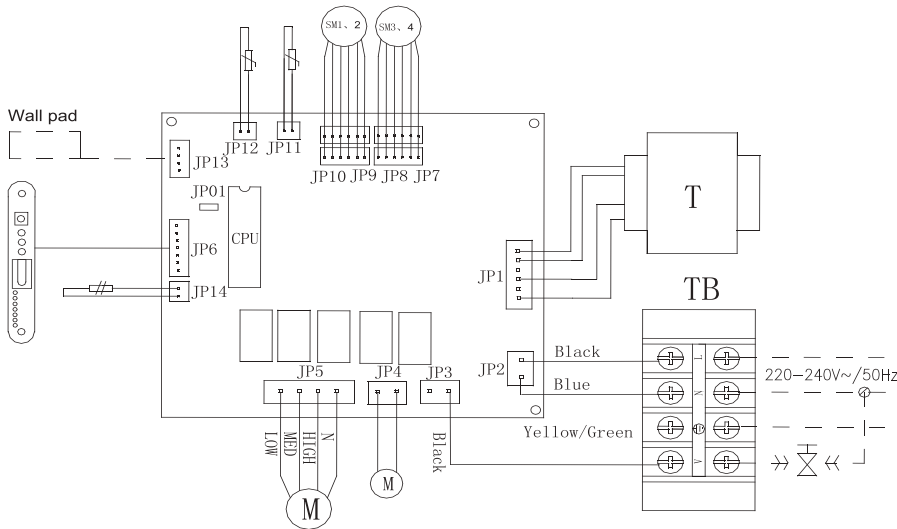 SM1、2
SM3、4
Wall pad
JP12
JP11
JP13
JP10
JP9
JP8
JP7
JP01
CPU
JP6
JP14
JP1
T
TB
JP5
JP4
JP3
JP2
Black
Blue
Yellow/Green
L
N
V
220-240V~/50Hz
LOW
MED
HIGH
N
Black
M
M